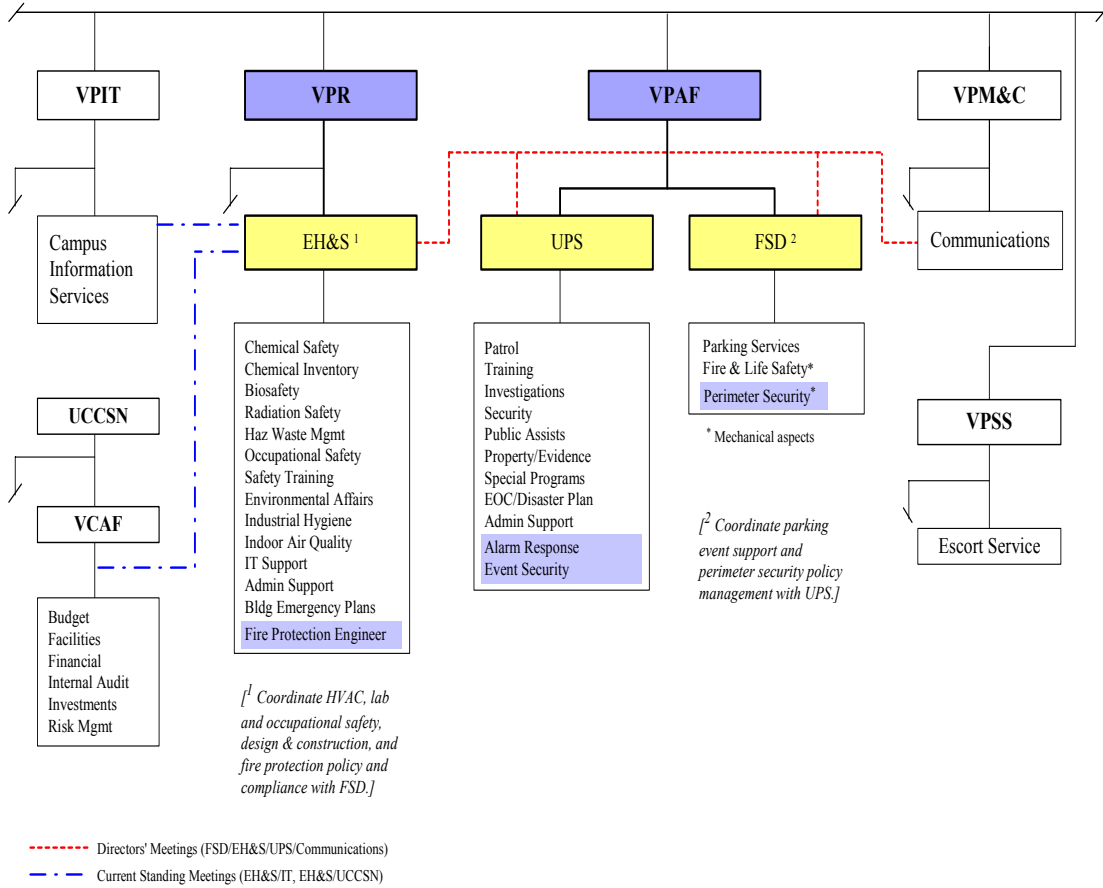 VPIT
VPR
VPAF
VPM&C
Campus
Information
Services
EH&S 1
UPS
FSD 2
Communications
Chemical Safety
Chemical Inventory
Biosafety
Radiation Safety
Haz Waste Mgmt
Occupational Safety
Safety Training
Environmental Affairs
Industrial Hygiene
Indoor Air Quality
IT Support
Admin Support
Bldg Emergency Plans
Fire Protection Engineer
Patrol
Training
Investigations
Security
Public Assists
Property/Evidence
Special Programs
EOC/Disaster Plan
Admin Support
Alarm Response
Event Security
Parking Services
Fire & Life Safety*
Perimeter Security*
* Mechanical aspects
UCCSN
VCAF
VPSS
Escort Service
Budget
Facilities
Financial
Internal Audit
Investments
Risk Mgmt
[1 Coordinate HVAC, lab
and occupational safety,
design & construction, and
fire protection policy and
compliance with FSD.]
[2 Coordinate parking
event support and
perimeter security policy
management with UPS.]
Directors' Meetings (FSD/EH&S/UPS/Communications)
Current Standing Meetings (EH&S/IT, EH&S/UCCSN)